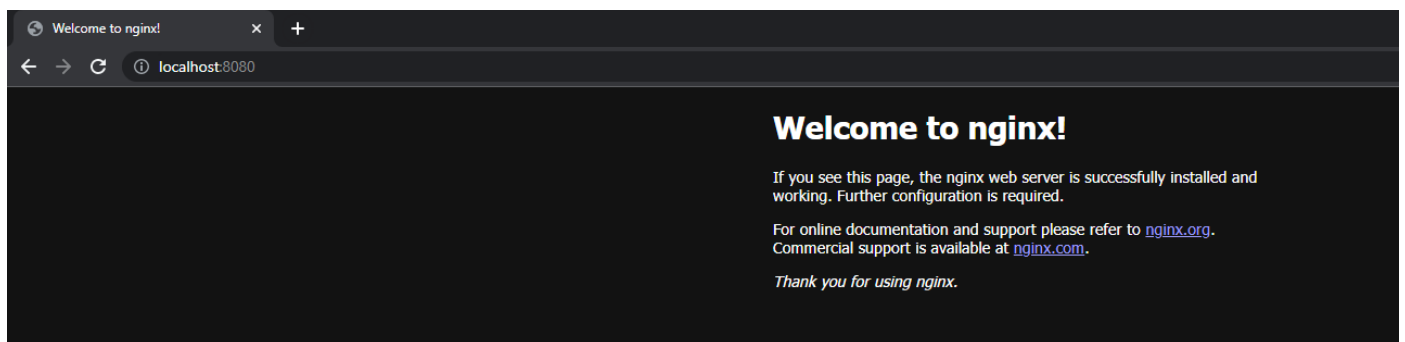 Welcome to nginx!
localhost:8080
Welcome to nginx!
If you see this page, the nginx web server is successfully installed and
working. Further configuration is required.
For online documentation and support please refer to nginx.org.
Commercial support is available at nginx.com.
Thank you for using nginx.